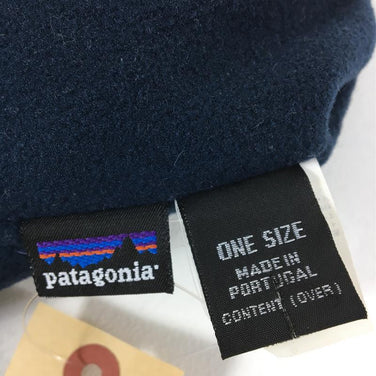 patagonia®
ONE SIZE
MADE IN
PORTUGAL
CONTENT (OVER)